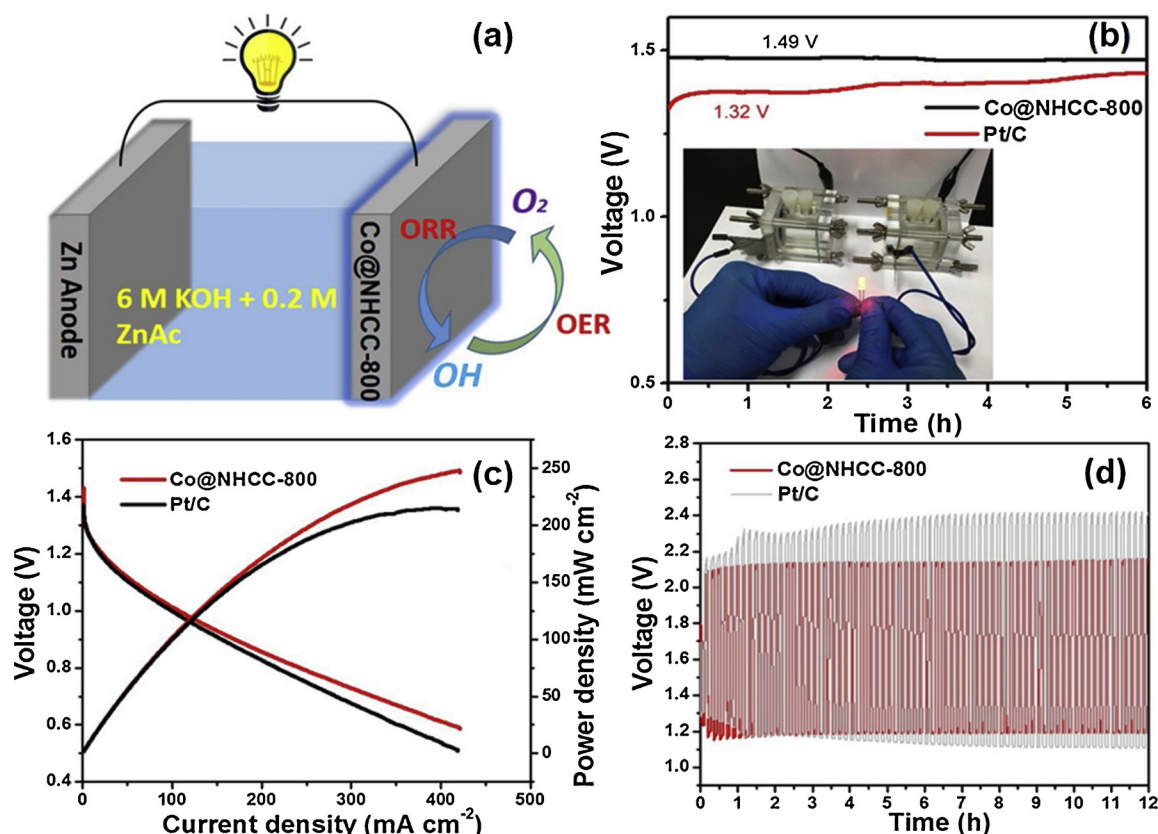 (a)
Zn Anode
6 M KOH + 0.2 M
ZnAc
Co@NHCC-800
O₂
ORR
OER
OH
(b)
1.49 V
1.32 V
Co@NHCC-800
Pt/C
Voltage (V)
1.5
1.0
0.5
0 1 2 3 4 5 6
Time (h)
(c)
Co@NHCC-800
Pt/C
Voltage (V)
1.6
1.4
1.2
1.0
0.8
0.6
0.4
0 100 200 300 400 500
Current density (mA cm⁻²)
250
200
150
100
50
0
Power density (mW cm⁻²)
(d)
Co@NHCC-800
Pt/C
Voltage (V)
2.8
2.6
2.4
2.2
2.0
1.8
1.6
1.4
1.2
1.0
0 1 2 3 4 5 6 7 8 9 10 11 12
Time (h)